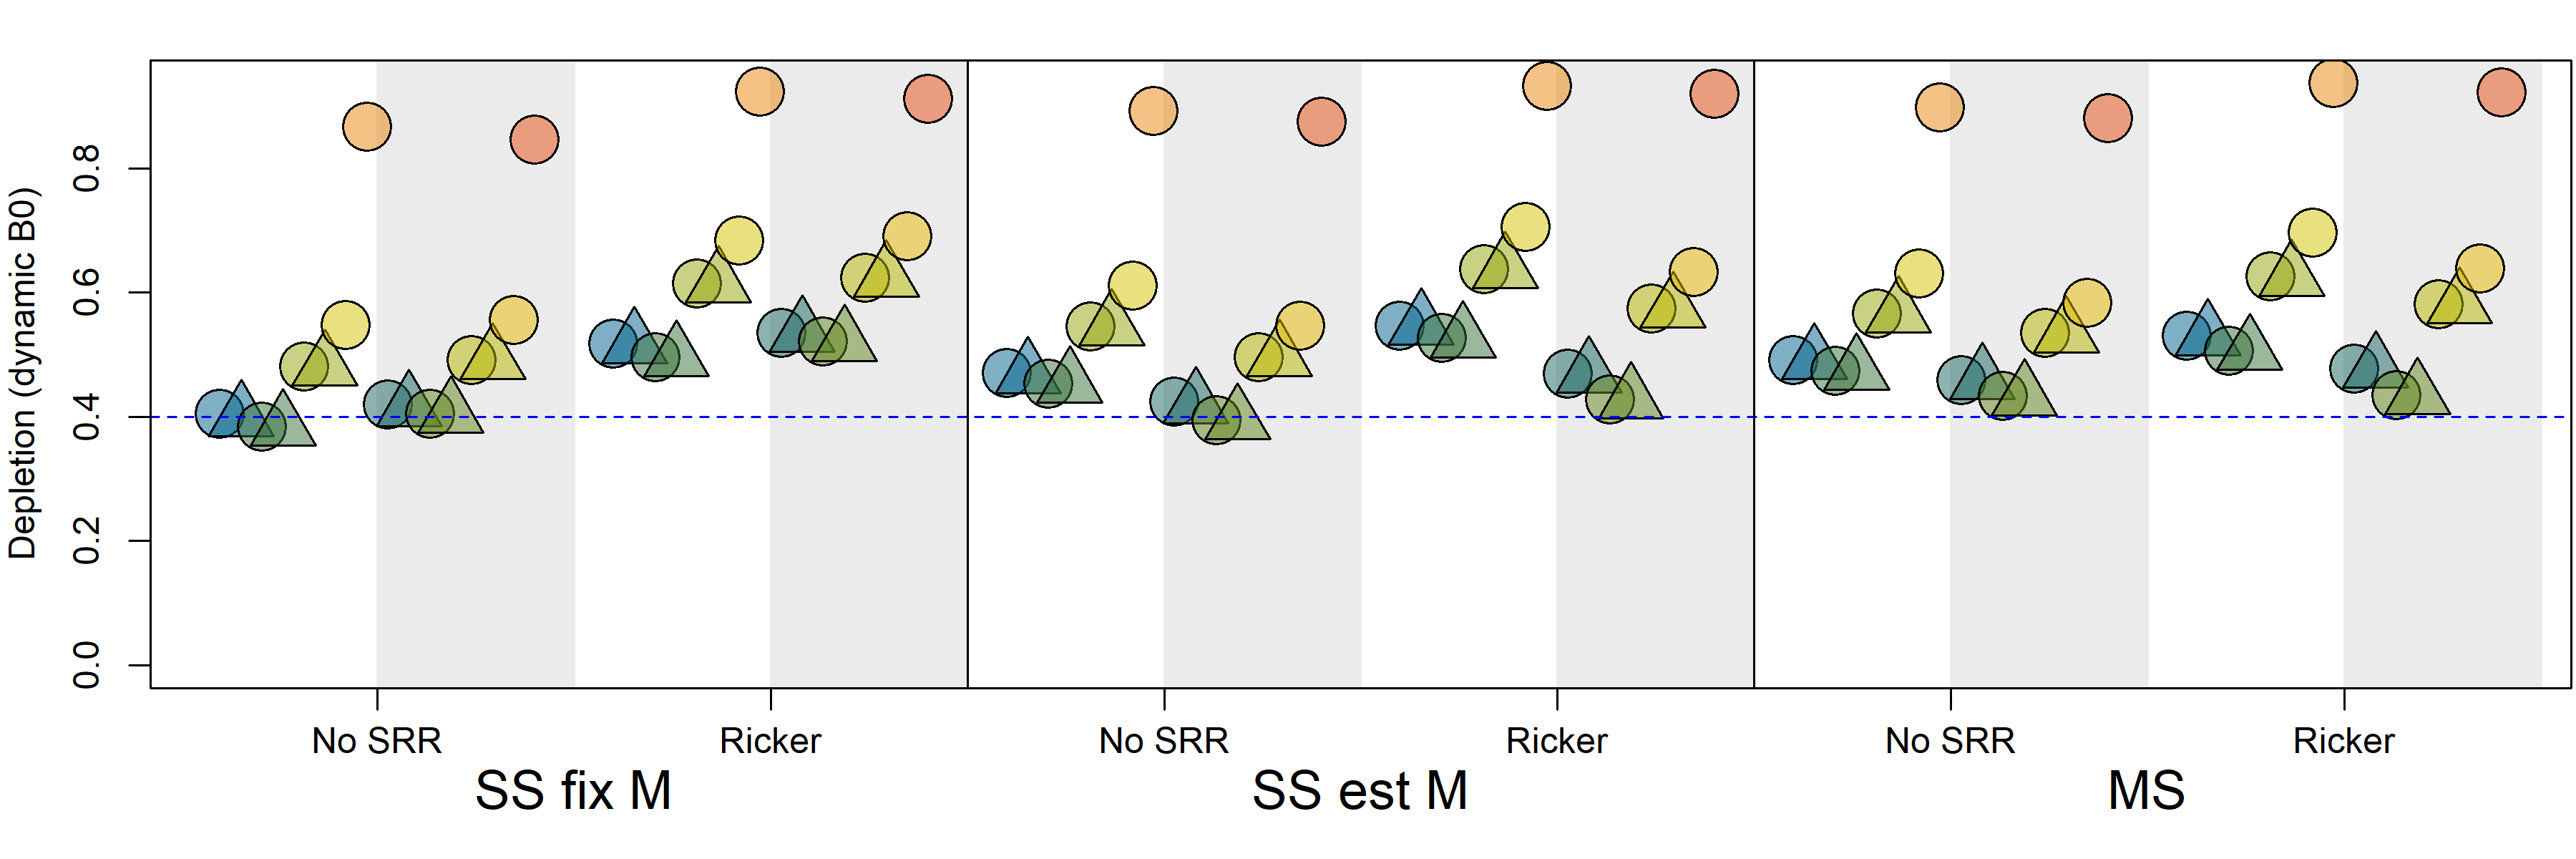 Depletion (dynamic B0)
0.8
0.6
0.4
0.2
0.0
No SRR Ricker No SRR Ricker No SRR Ricker
SS fix M SS est M MS